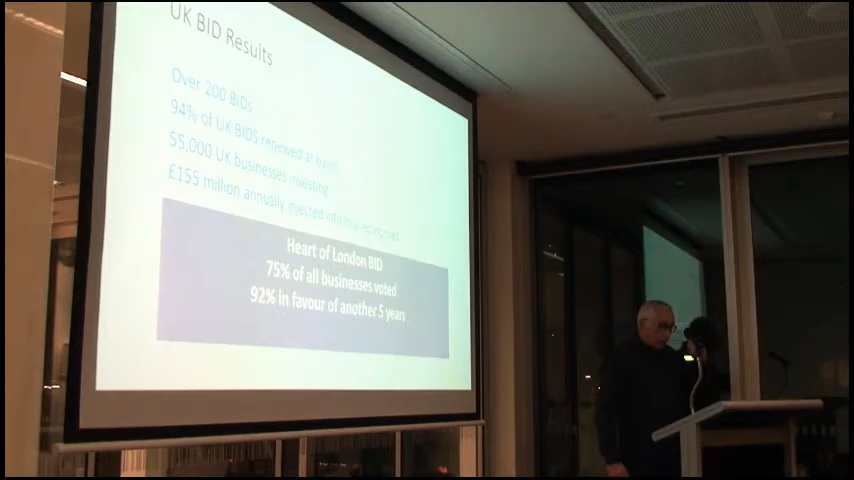 UK BID Results
Over 200 BIDs
94% of UK BIDS renewed at ballot
55,000 UK businesses investing
£155 million annually injected into local economies
Heart of London BID
75% of all businesses voted
92% in favour of another 5 years